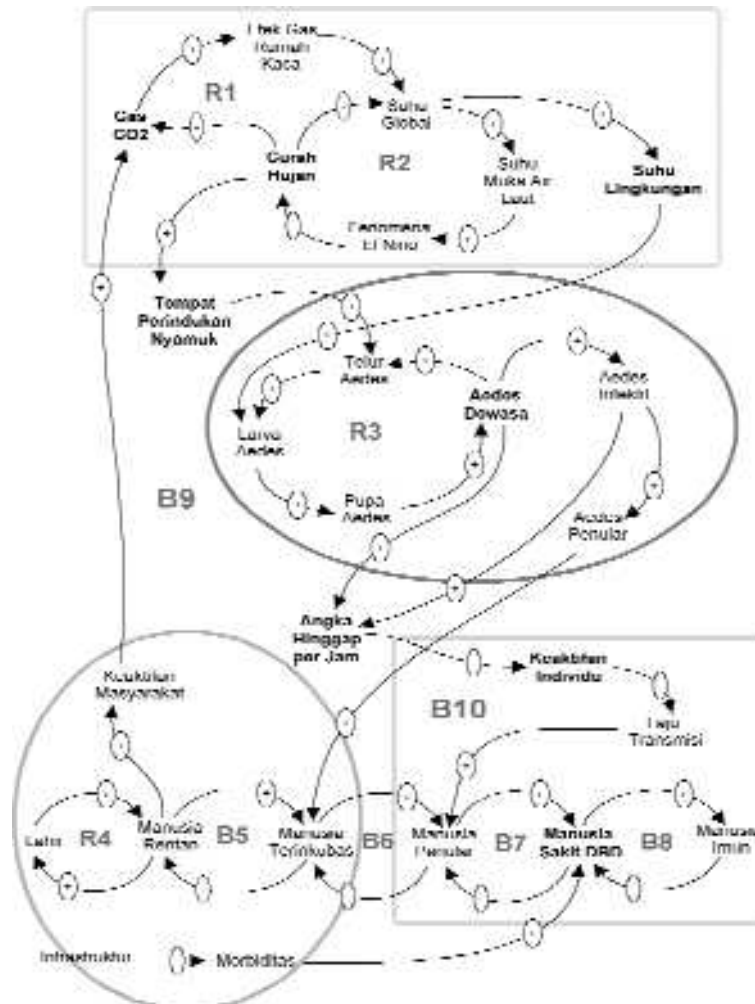 Efek Gas
Rumah
Kaca
R1
Gas
CO2
Suhu
Global
Curah
Hujan
R2
Suhu
Muka Air
Laut
Suhu
Lingkungan
Fenomena
El Nino
+
+
Tempat
Perindukan
Nyamuk
Telur
Aedes
+
Aedes
Dewasa
Aedes
Infektif
Larva
Aedes
R3
+
+
B9
Pupa
Aedes
Aedes
Penular
+
Angka
Hinggap
per Jam
Keaktifan
Masyarakat
Keaktifan
Individu
B10
Laju
Transmisi
+
+
Lahir
R4
Manusia
Rentan
B5
Manusia
Terinkubasi
B6
Manusia
Penular
B7
Manusia
Sakit DBD
B8
Manusia
Imun
+
Infrastruktur
Morbiditas